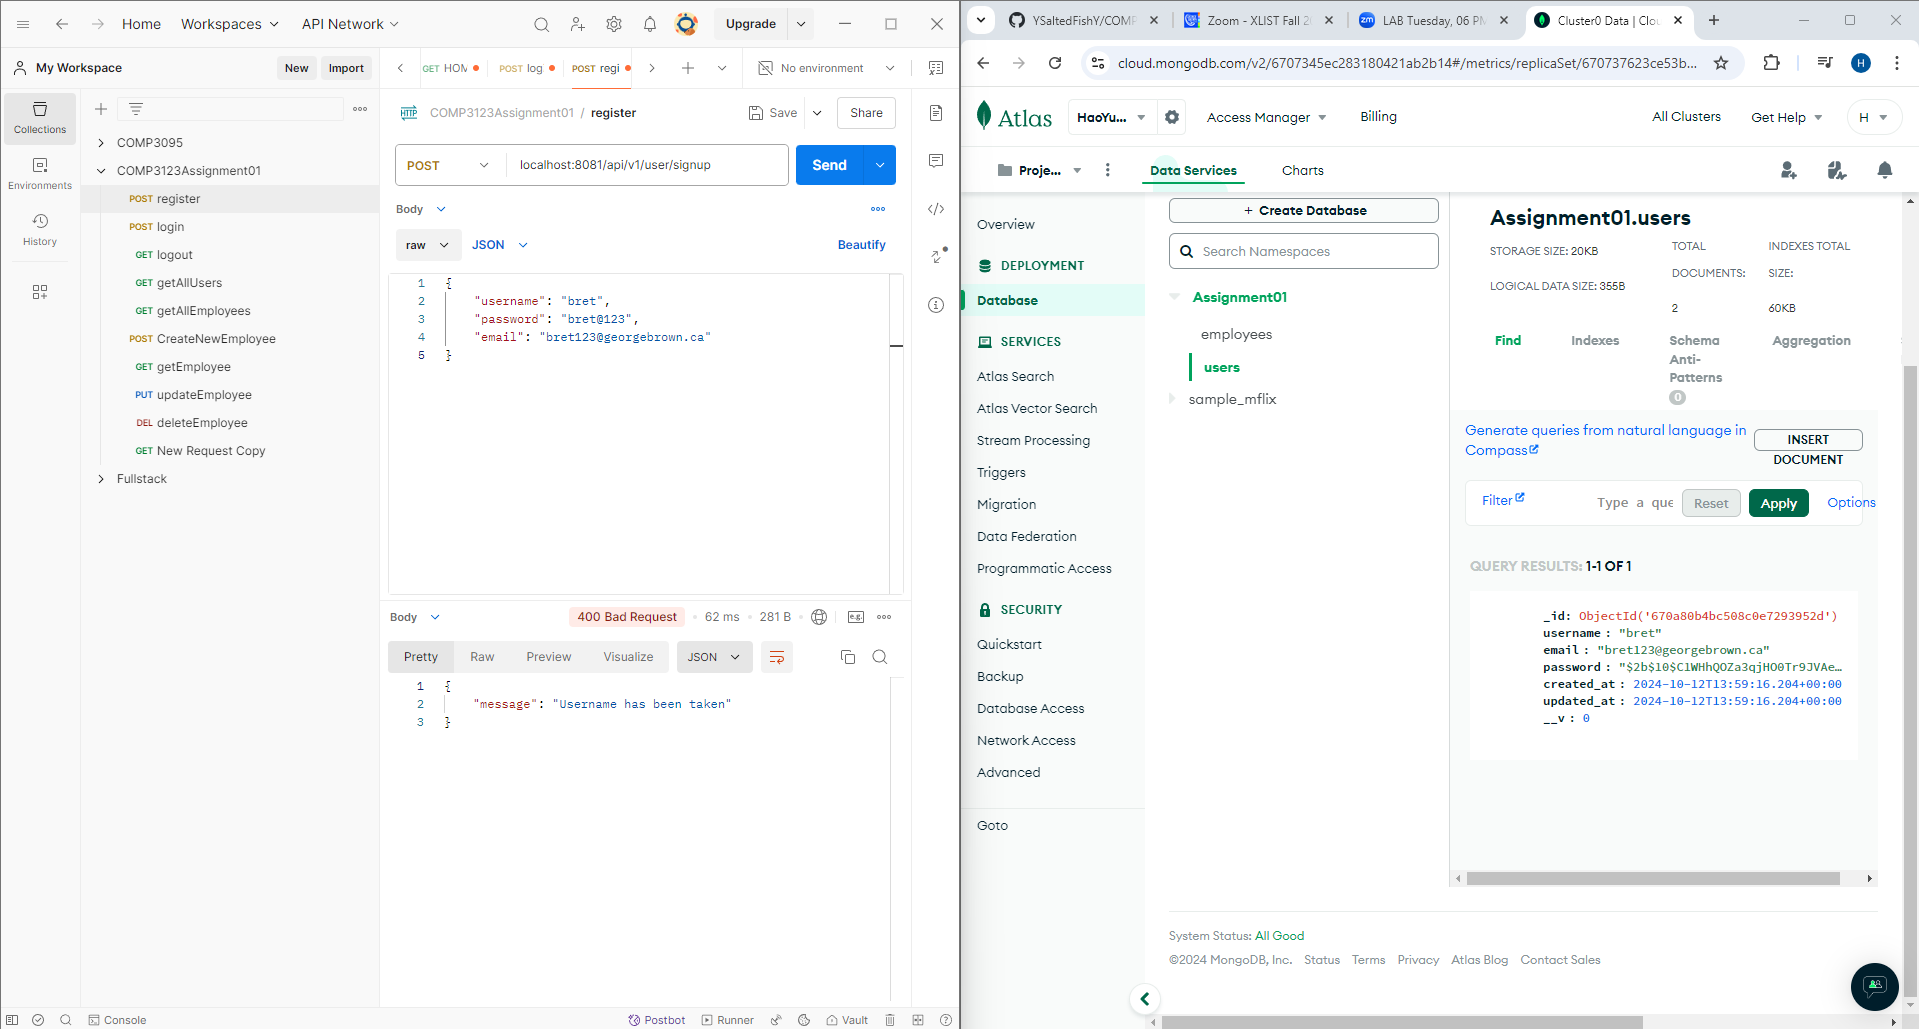 Home
Workspaces
API Network
Upgrade
My Workspace
New
Import
GET HOM
POST log
POST regi
No environment
Collections
Environments
History
COMP3095
COMP3123Assignment01
POST register
POST login
GET logout
GET getAllUsers
GET getAllEmployees
POST CreateNewEmployee
GET getEmployee
PUT updateEmployee
DEL deleteEmployee
GET New Request Copy
Fullstack
HTTP COMP3123Assignment01 / register
Save
Share
POST
localhost:8081/api/v1/user/signup
Send
Body
raw
JSON
Beautify
1 {
2 "username": "bret",
3 "password": "bret@123",
4 "email": "bret123@georgebrown.ca"
5 }
Body
400 Bad Request
62 ms
281 B
e.g.
Pretty
Raw
Preview
Visualize
JSON
1 {
2 "message": "Username has been taken"
3 }
Console
Postbot
Runner
Vault
YSaltedFishY/COMP
zm
Zoom - XLIST Fall 2
LAB Tuesday, 06 PM
Cluster0 Data | Clou
cloud.mongodb.com/v2/6707345ec283180421ab2b14#/metrics/replicaSet/670737623ce53b...
H
Atlas
HaoYu...
Access Manager
Billing
All Clusters
Get Help
H
Proje...
Data Services
Charts
Overview
DEPLOYMENT
Database
SERVICES
Atlas Search
Atlas Vector Search
Stream Processing
Triggers
Migration
Data Federation
Programmatic Access
SECURITY
Quickstart
Backup
Database Access
Network Access
Advanced
Goto
+ Create Database
Search Namespaces
Assignment01
employees
users
sample_mflix
Assignment01.users
STORAGE SIZE: 20KB
LOGICAL DATA SIZE: 355B
TOTAL
DOCUMENTS:
2
INDEXES TOTAL
SIZE:
60KB
Find
Indexes
Schema
Anti-
Patterns
0
Aggregation
Generate queries from natural language in
Compass
INSERT
DOCUMENT
Filter
Type a que
Reset
Apply
Options
QUERY RESULTS: 1-1 OF 1
_id: ObjectId('670a80b4bc508c0e7293952d')
username: "bret"
email: "bret123@georgebrown.ca"
password: "$2b$10$C1WHhQOZa3qjHO0Tr9JVAe…
created_at: 2024-10-12T13:59:16.204+00:00
updated_at: 2024-10-12T13:59:16.204+00:00
__v: 0
System Status: All Good
©2024 MongoDB, Inc.
Status
Terms
Privacy
Atlas Blog
Contact Sales